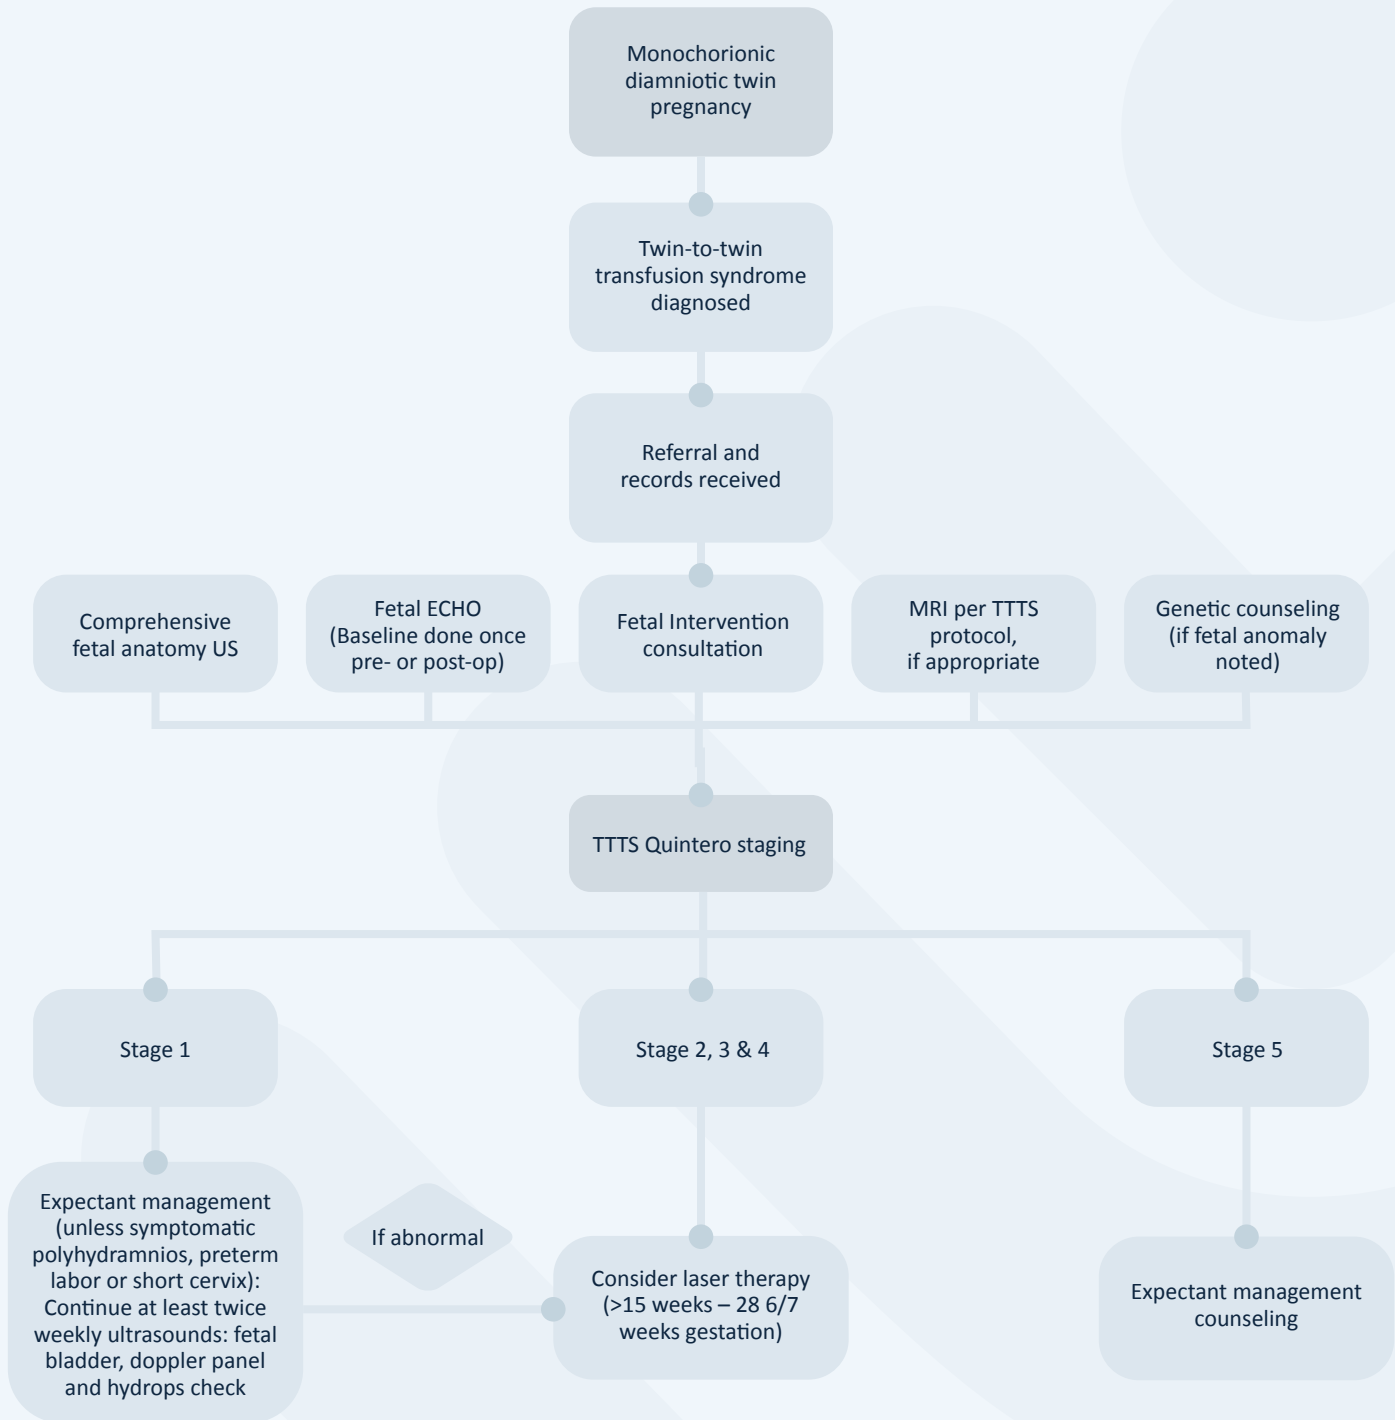 Monochorionic
diamniotic twin
pregnancy
Twin-to-twin
transfusion syndrome
diagnosed
Referral and
records received
Comprehensive
fetal anatomy US
Fetal ECHO
(Baseline done once
pre- or post-op)
Fetal Intervention
consultation
MRI per TTTS
protocol,
if appropriate
Genetic counseling
(if fetal anomaly
noted)
TTTS Quintero staging
Stage 1
Stage 2, 3 & 4
Stage 5
Expectant management
(unless symptomatic
polyhydramnios, preterm
labor or short cervix):
Continue at least twice
weekly ultrasounds: fetal
bladder, doppler panel
and hydrops check
If abnormal
Consider laser therapy
(>15 weeks – 28 6/7
weeks gestation)
Expectant management
counseling